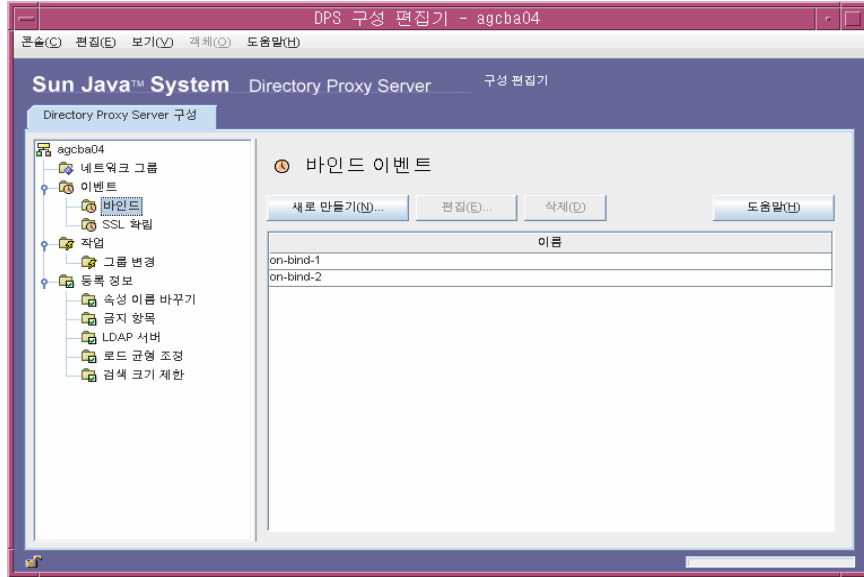 DPS 구성 편집기 - agcba04
콘솔(C) 편집(E) 보기(V) 객체(O) 도움말(H)
Sun Java™ System Directory Proxy Server 구성 편집기
Directory Proxy Server 구성
agcba04
네트워크 그룹
이벤트
바인드
SSL 확립
작업
그룹 변경
등록 정보
속성 이름 바꾸기
금지 항목
LDAP 서버
로드 균형 조정
검색 크기 제한
바인드 이벤트
새로 만들기(N)... 편집(E)... 삭제(D) 도움말(H)
이름
on-bind-1
on-bind-2